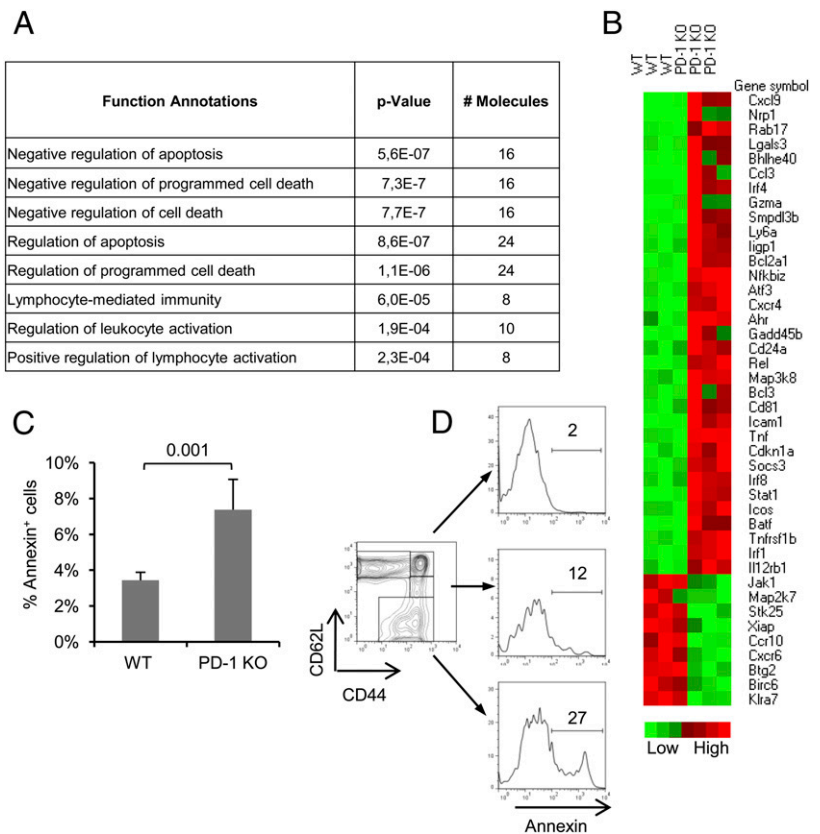 A
Function Annotations p-Value # Molecules
Negative regulation of apoptosis 5,6E-07 16
Negative regulation of programmed cell death 7,3E-7 16
Negative regulation of cell death 7,7E-7 16
Regulation of apoptosis 8,6E-07 24
Regulation of programmed cell death 1,1E-06 24
Lymphocyte-mediated immunity 6,0E-05 8
Regulation of leukocyte activation 1,9E-04 10
Positive regulation of lymphocyte activation 2,3E-04 8
B
WT WT WT PD-1 KO PD-1 KO PD-1 KO
Gene symbol
Cxcl9
Nrp1
Rab17
Lgals3
Bhlhe40
Ccl3
Irf4
Gzma
Smpdl3b
Ly6a
Iigp1
Bcl2a1
Nfkbiz
Atf3
Cxcr4
Ahr
Gadd45b
Cd24a
Rel
Map3k8
Bcl3
Cd81
Icam1
Tnf
Cdkn1a
Socs3
Irf8
Stat1
Icos
Batf
Tnfrsf1b
Irf1
Il12rb1
Jak1
Map2k7
Stk25
Xiap
Ccr10
Cxcr6
Btg2
Birc6
Klra7
Low High
C
0.001
10%
8%
6%
4%
2%
0%
% Annexin⁺ cells
WT PD-1 KO
D
2
12
27
CD62L
CD44
Annexin